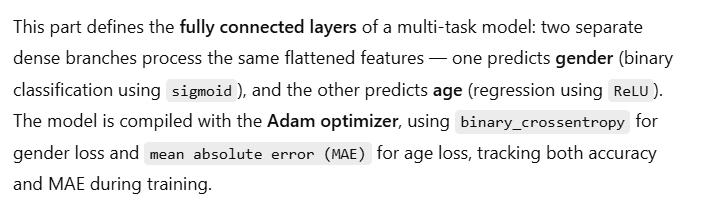 This part defines the fully connected layers of a multi-task model: two separate
dense branches process the same flattened features — one predicts gender (binary
classification using sigmoid), and the other predicts age (regression using ReLU).
The model is compiled with the Adam optimizer, using binary_crossentropy for
gender loss and mean absolute error (MAE) for age loss, tracking both accuracy
and MAE during training.